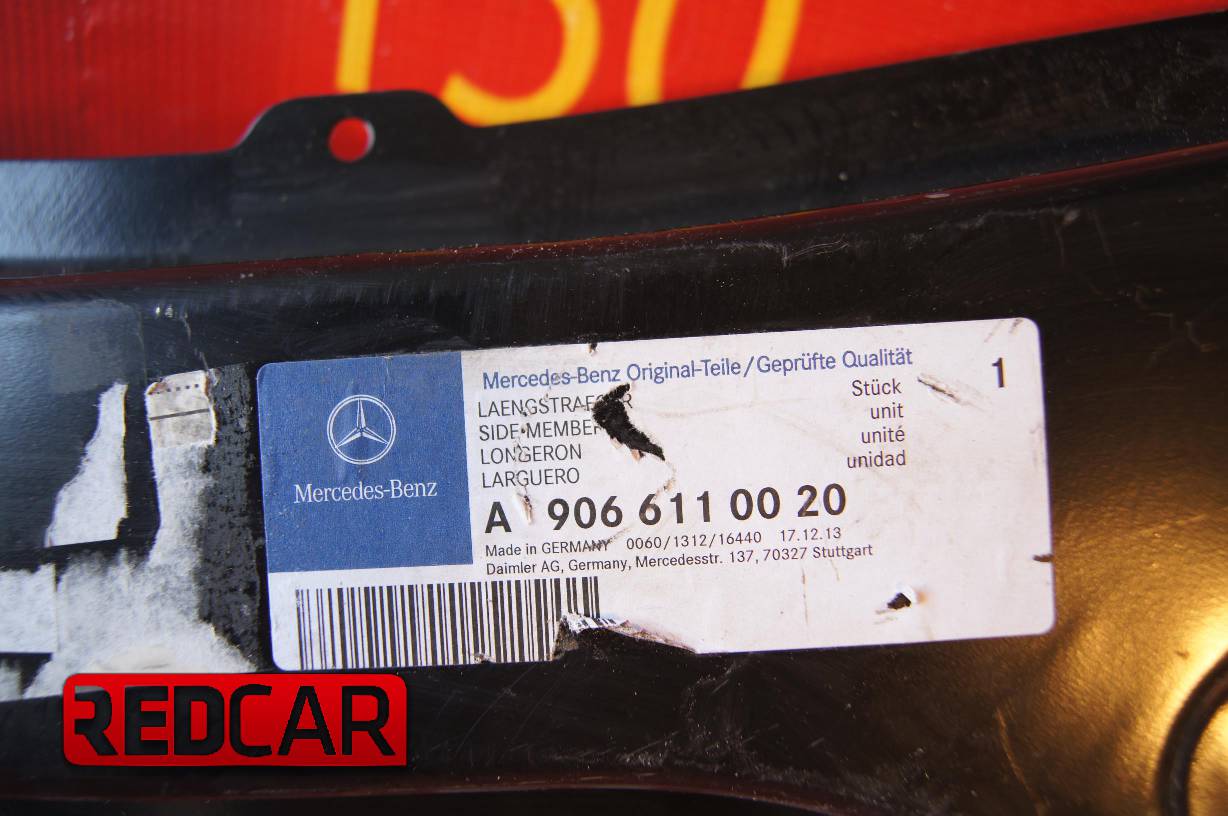 130
Mercedes-Benz
Mercedes-Benz Original-Teile/Geprüfte Qualität
1
LAENGSTRAEGER
SIDE-MEMBER
LONGERON
LARGUERO
Stück
unit
unité
unidad
A 906 611 00 20
Made in GERMANY 0060/1312/16440 17.12.13
Daimler AG, Germany, Mercedesstr. 137, 70327 Stuttgart
REDCAR